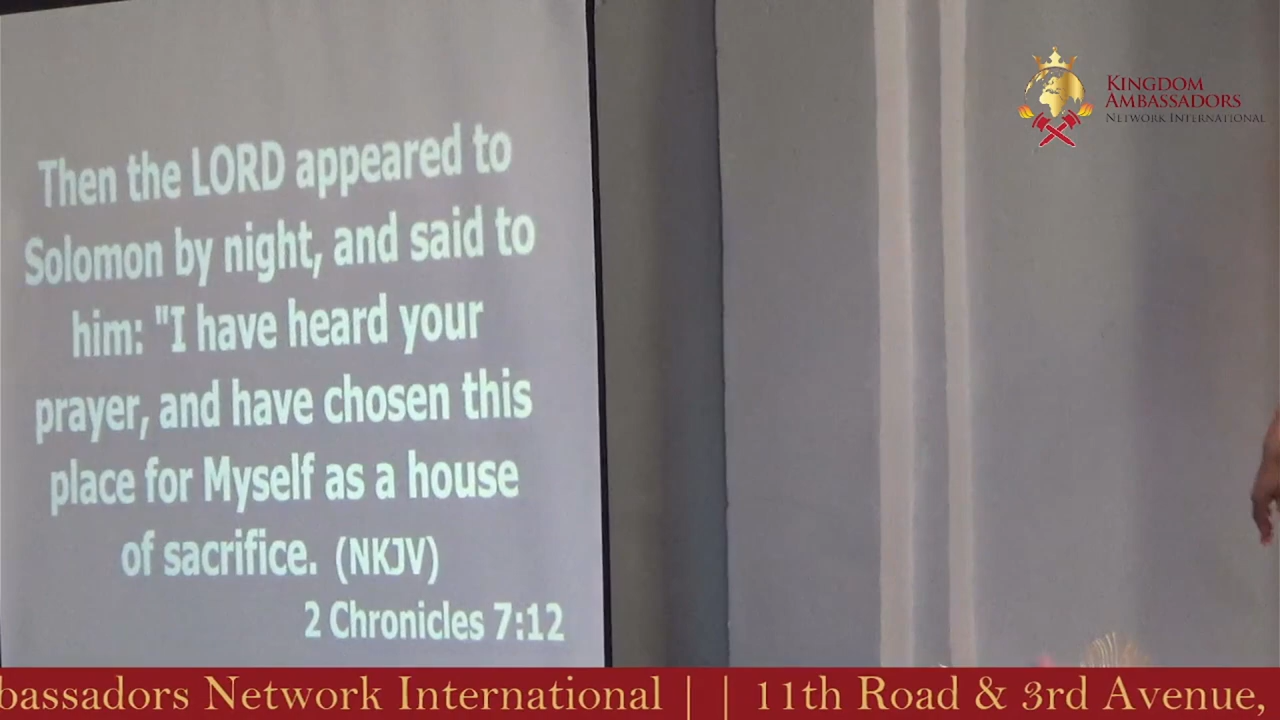 Then the LORD appeared to
Solomon by night, and said to
him: "I have heard your
prayer, and have chosen this
place for Myself as a house
of sacrifice. (NKJV)
2 Chronicles 7:12
KINGDOM
AMBASSADORS
NETWORK INTERNATIONAL
bassadors Network International | | 11th Road & 3rd Avenue,